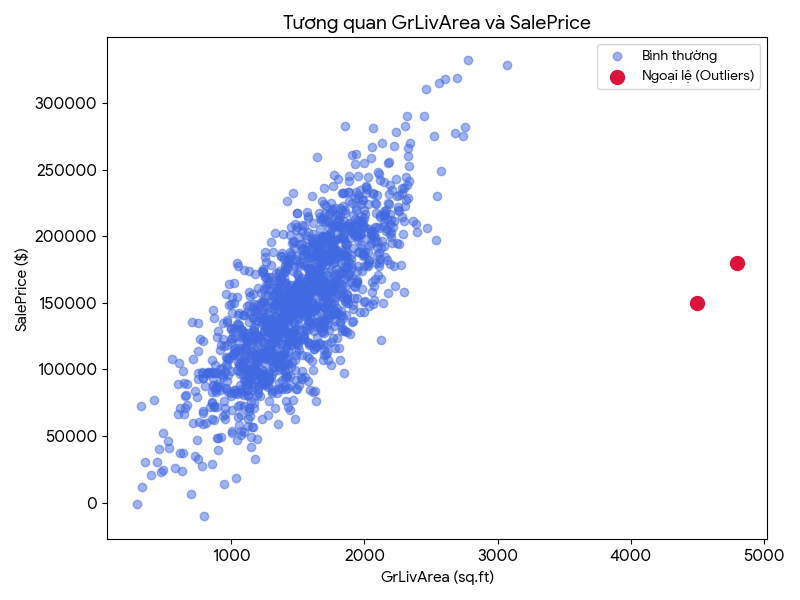 Tương quan GrLivArea và SalePrice
Bình thường
Ngoại lệ (Outliers)
SalePrice ($)
300000
250000
200000
150000
100000
50000
0
1000 2000 3000 4000 5000
GrLivArea (sq.ft)